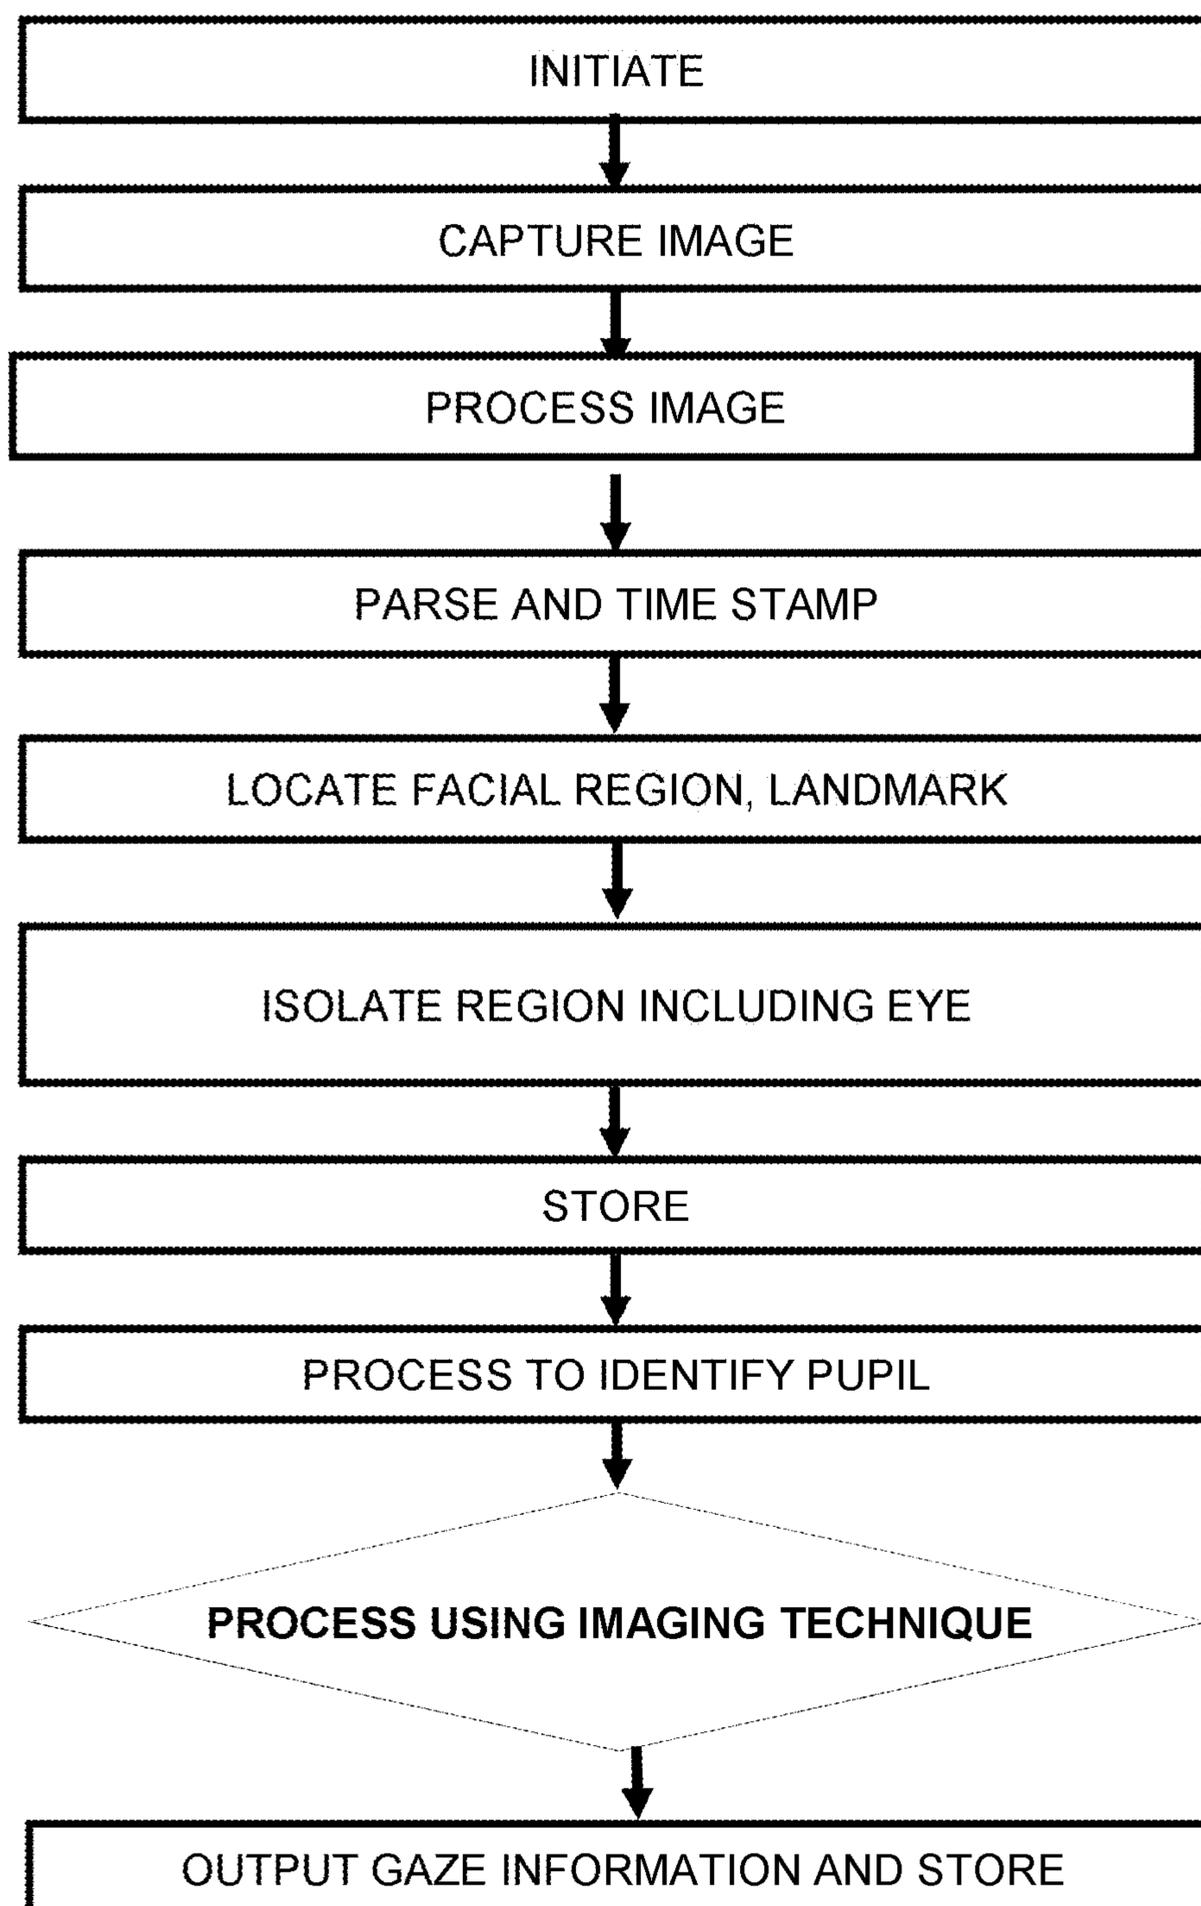 INITIATE
CAPTURE IMAGE
PROCESS IMAGE
PARSE AND TIME STAMP
LOCATE FACIAL REGION, LANDMARK
ISOLATE REGION INCLUDING EYE
STORE
PROCESS TO IDENTIFY PUPIL
PROCESS USING IMAGING TECHNIQUE
OUTPUT GAZE INFORMATION AND STORE